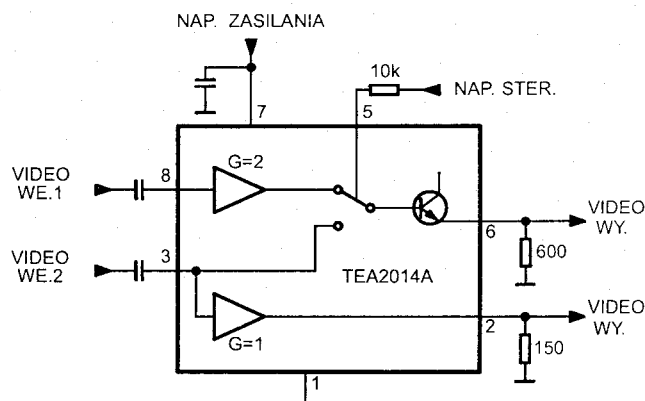 NAP. ZASILANIA
10k
NAP. STER.
7
5
VIDEO
WE.1
8
G=2
VIDEO
WY.
6
600
VIDEO
WE.2
3
TEA2014A
G=1
2
VIDEO
WY.
150
1